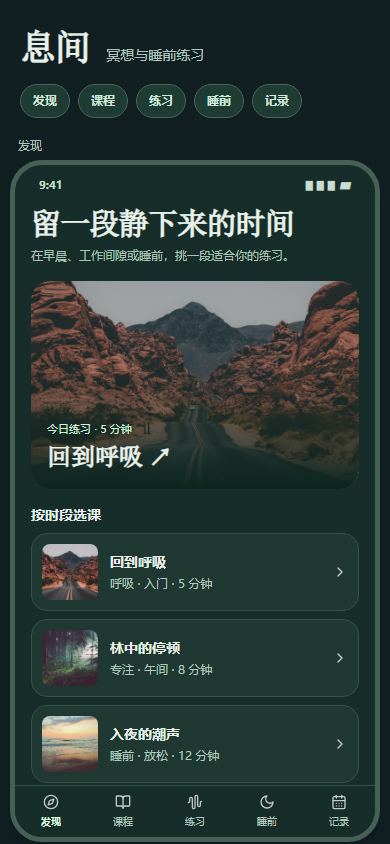 息间 冥想与睡前练习
发现 课程 练习 睡前 记录
发现
9:41
留一段静下来的时间
在早晨、工作间隙或睡前，挑一段适合你的练习。
今日练习 · 5 分钟
回到呼吸 ↗
按时段选课
回到呼吸
呼吸 · 入门 · 5 分钟
林中的停顿
专注 · 午间 · 8 分钟
入夜的潮声
睡前 · 放松 · 12 分钟
发现 课程 练习 睡前 记录